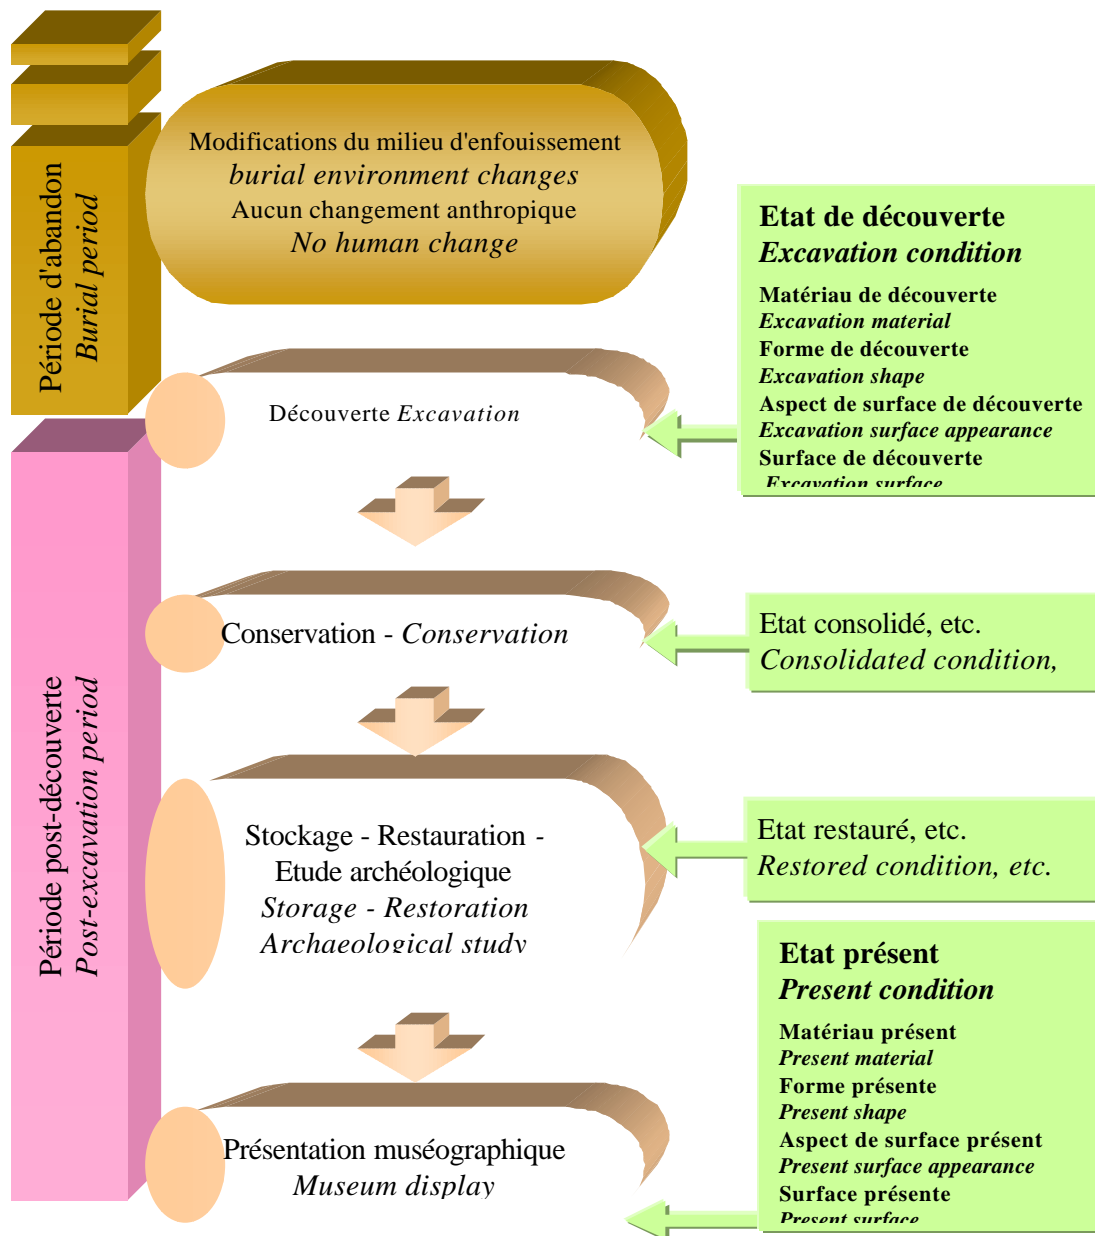 Période d'abandon
Burial period
Modifications du milieu d'enfouissement
burial environment changes
Aucun changement anthropique
No human change
Etat de découverte
Excavation condition
Matériau de découverte
Excavation material
Forme de découverte
Excavation shape
Aspect de surface de découverte
Excavation surface appearance
Surface de découverte
Excavation surface
Découverte Excavation
Période post-découverte
Post-excavation period
Conservation - Conservation
Etat consolidé, etc.
Consolidated condition,
Stockage - Restauration -
Etude archéologique
Storage - Restoration
Archaeological study
Etat restauré, etc.
Restored condition, etc.
Etat présent
Present condition
Matériau présent
Present material
Forme présente
Present shape
Aspect de surface présent
Present surface appearance
Surface présente
Present surface
Présentation muséographique
Museum display